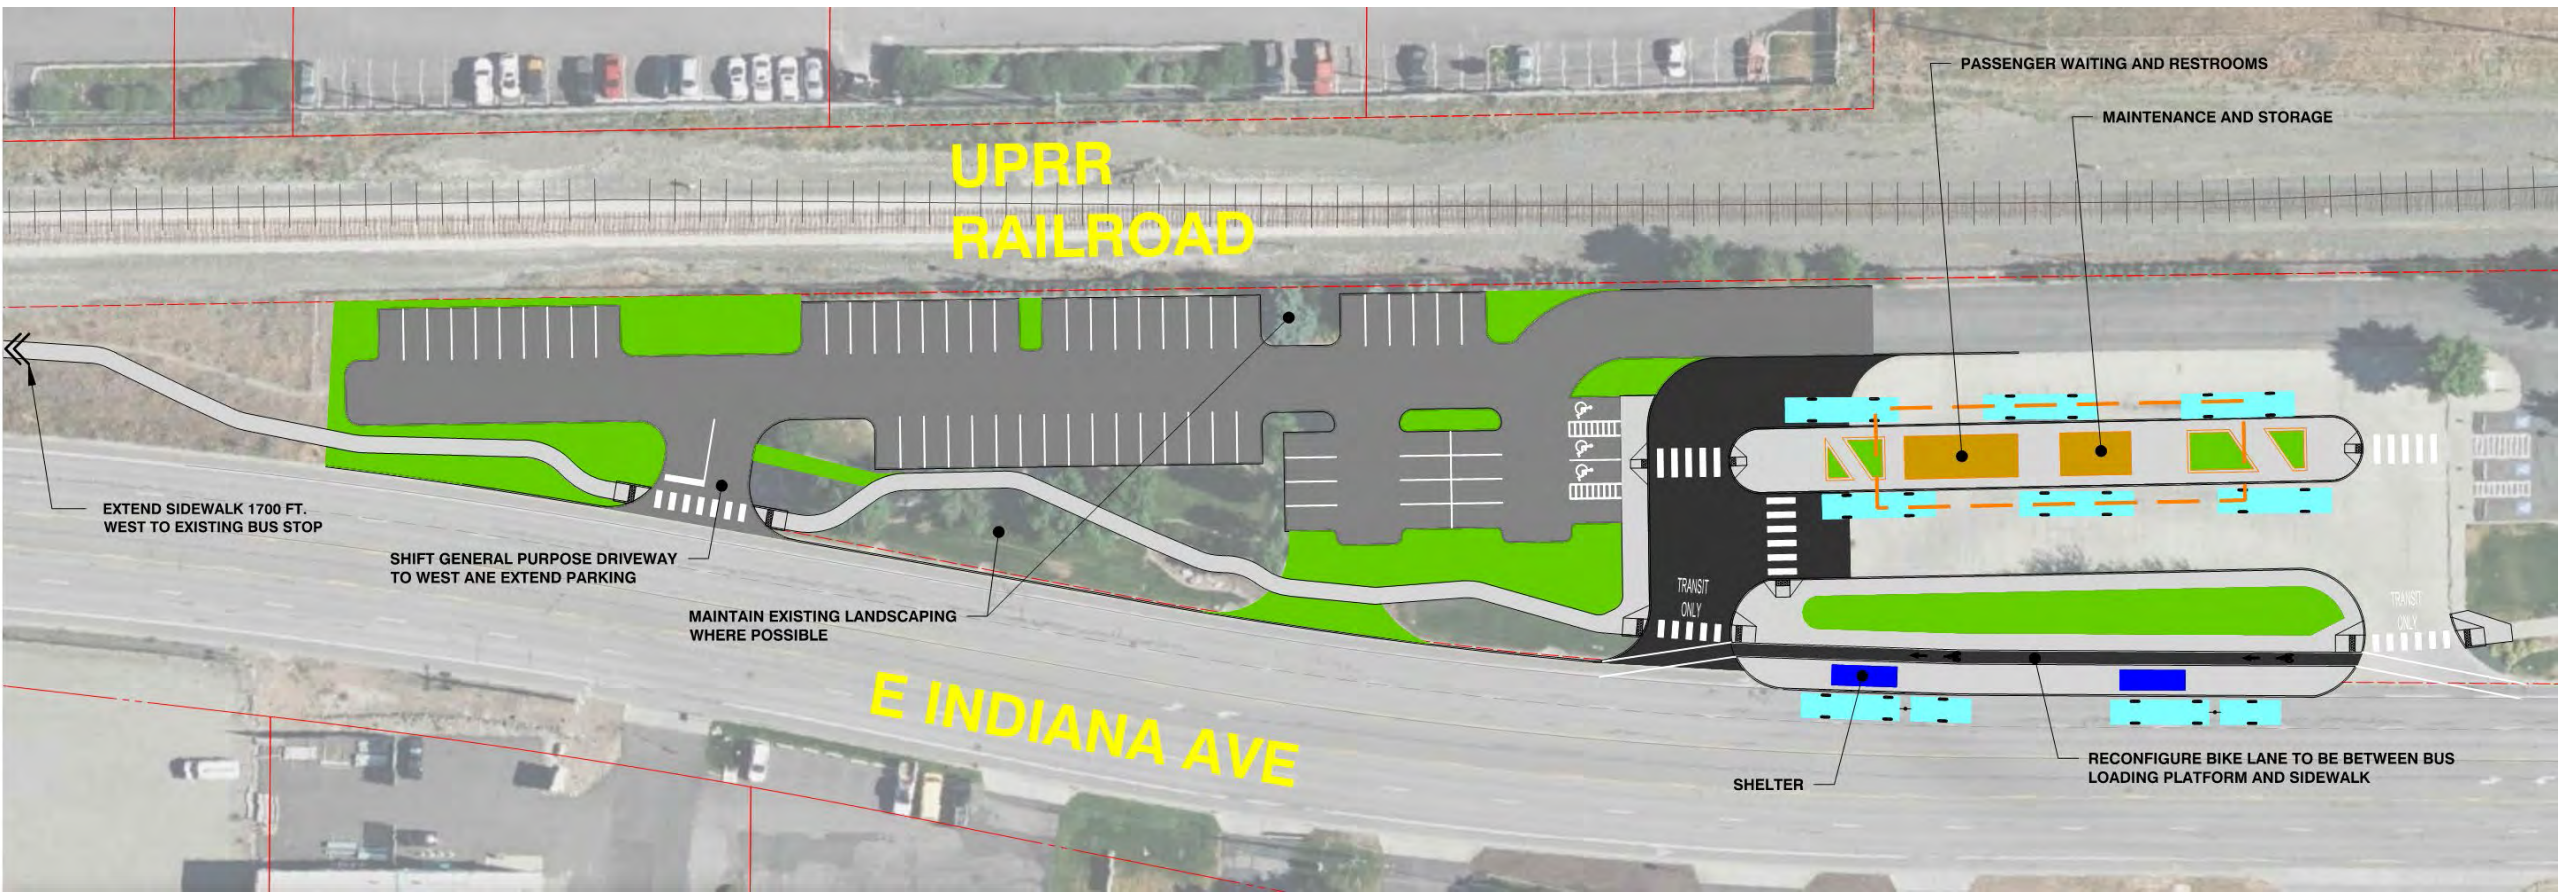 PASSENGER WAITING AND RESTROOMS
MAINTENANCE AND STORAGE
UPRR
RAILROAD
EXTEND SIDEWALK 1700 FT.
WEST TO EXISTING BUS STOP
SHIFT GENERAL PURPOSE DRIVEWAY
TO WEST ANE EXTEND PARKING
MAINTAIN EXISTING LANDSCAPING
WHERE POSSIBLE
TRANSIT
ONLY
TRANSIT
ONLY
E INDIANA AVE
SHELTER
RECONFIGURE BIKE LANE TO BE BETWEEN BUS
LOADING PLATFORM AND SIDEWALK